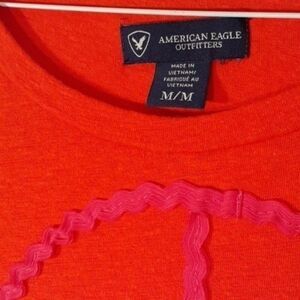 AMERICAN EAGLE
OUTFITTERS
MADE IN
VIETNAM/
FABRIQUÉ AU
VIETNAM
M/M